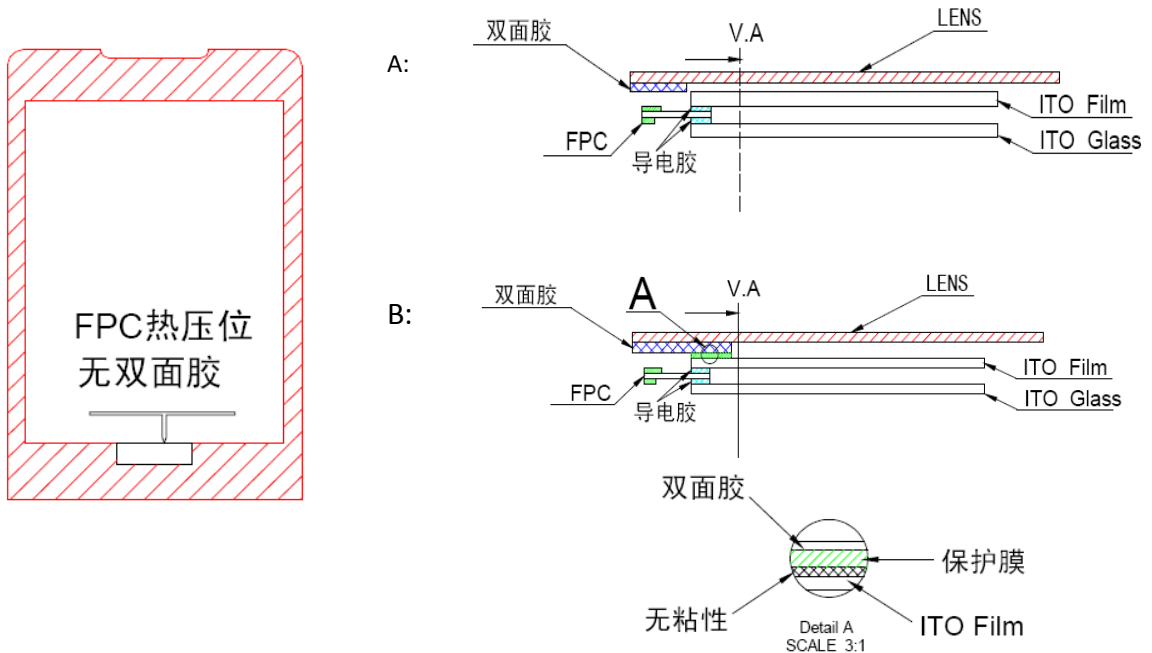 FPC热压位
无双面胶
A:
双面胶
V.A
LENS
ITO Film
FPC
导电胶
ITO Glass
B:
双面胶
A
V.A
LENS
ITO Film
FPC
导电胶
ITO Glass
双面胶
保护膜
无粘性
ITO Film
Detail A
SCALE 3:1